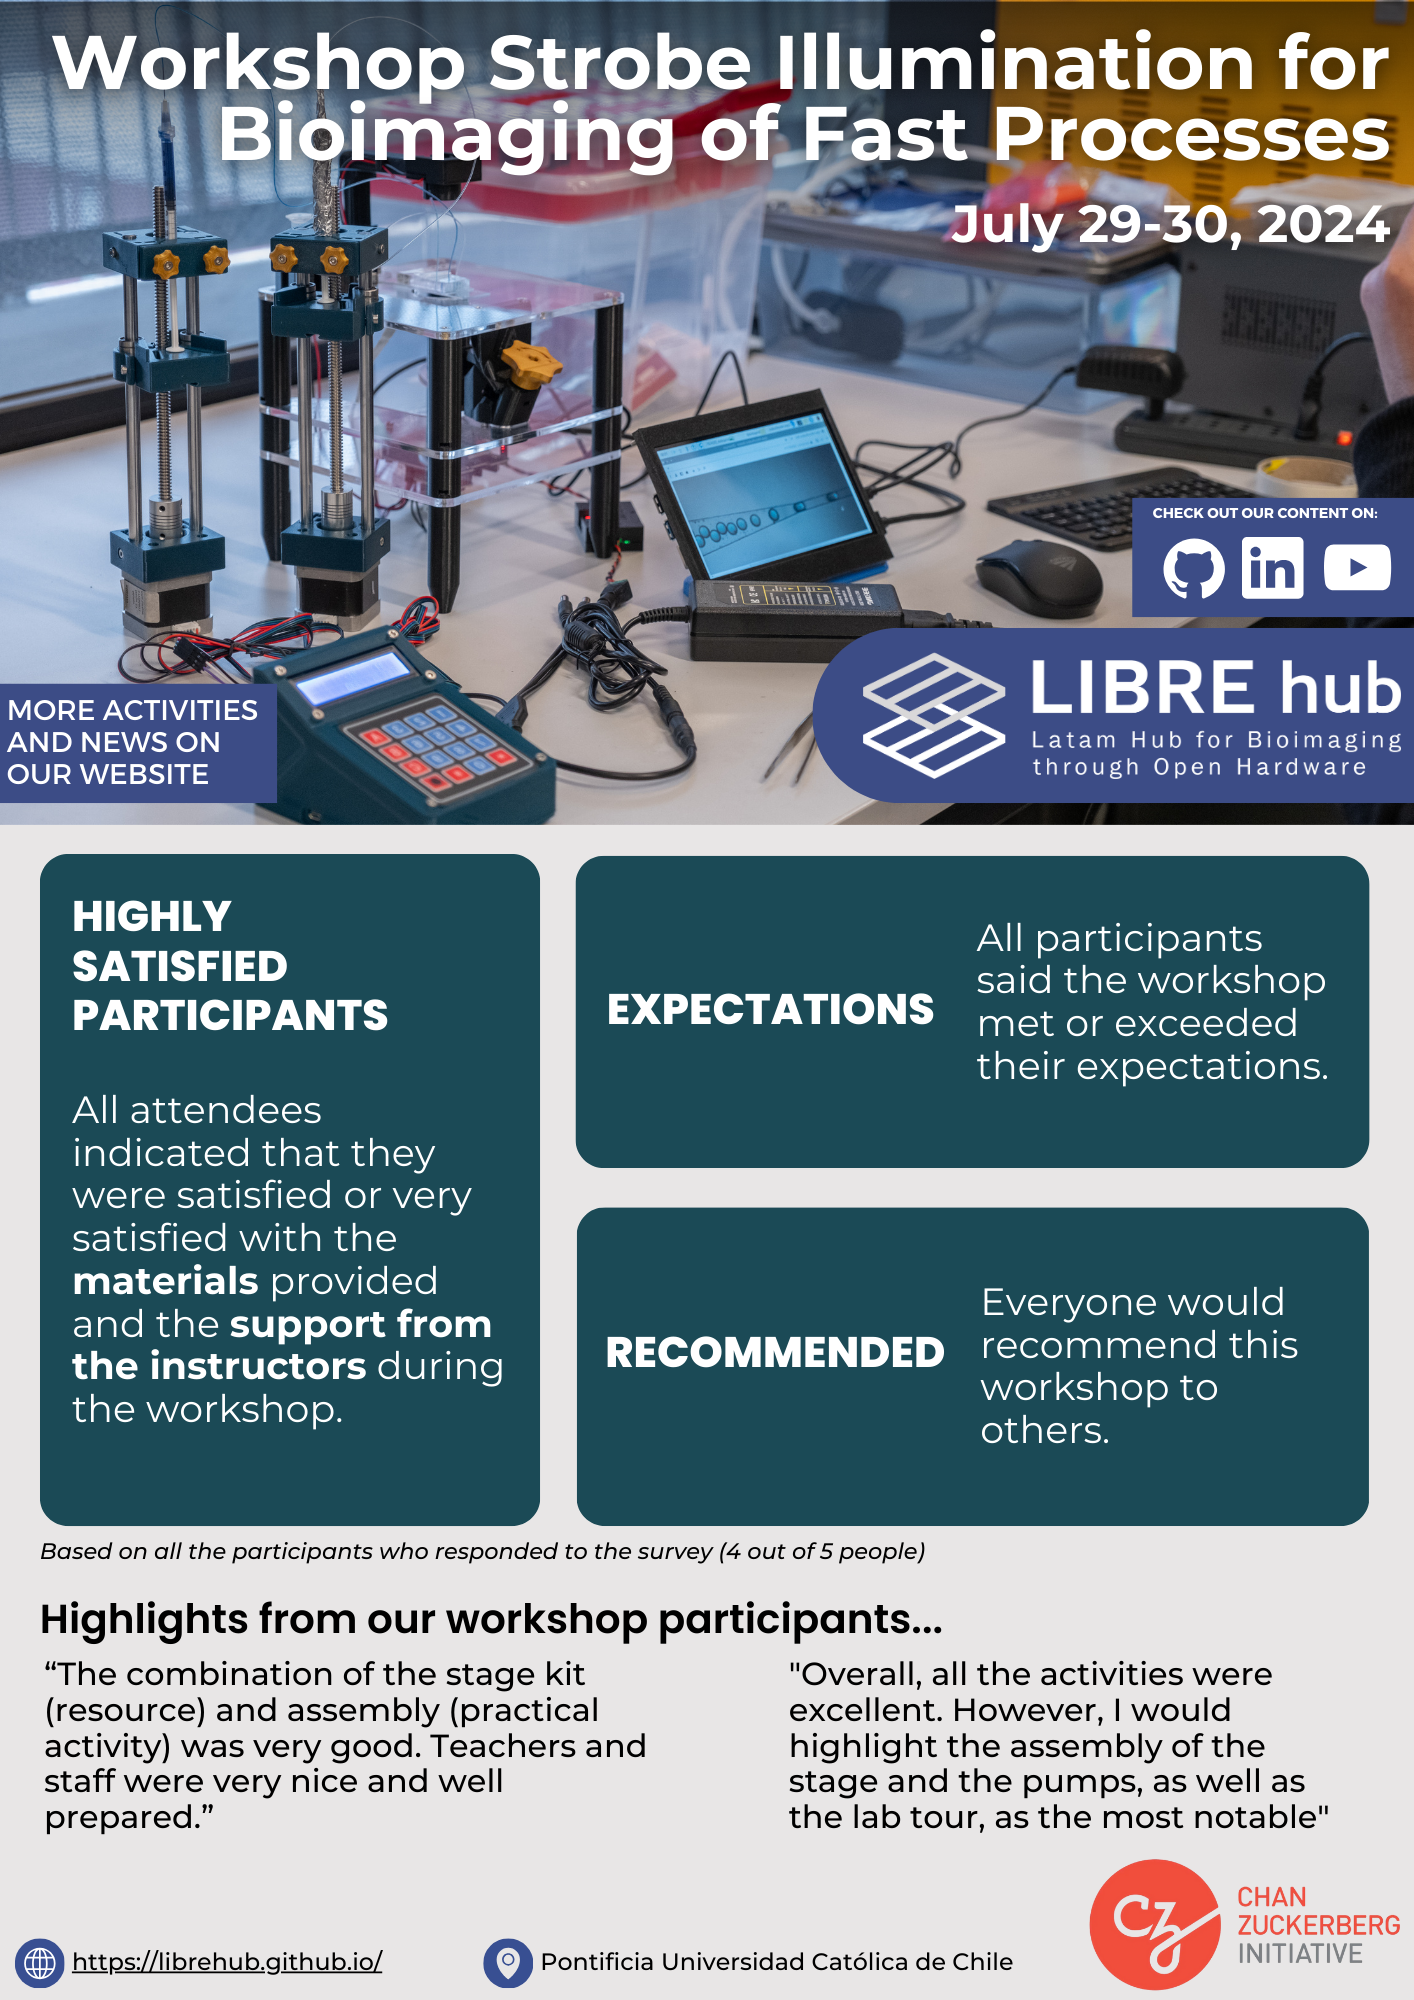 Workshop Strobe Illumination for
Bioimaging of Fast Processes
July 29-30, 2024
CHECK OUT OUR CONTENT ON:
in
LIBRE hub
Latam Hub for Bioimaging
through Open Hardware
MORE ACTIVITIES
AND NEWS ON
OUR WEBSITE
HIGHLY
SATISFIED
PARTICIPANTS
All attendees
indicated that they
were satisfied or very
satisfied with the
materials provided
and the support from
the instructors during
the workshop.
EXPECTATIONS
All participants
said the workshop
met or exceeded
their expectations.
RECOMMENDED
Everyone would
recommend this
workshop to
others.
Based on all the participants who responded to the survey (4 out of 5 people)
Highlights from our workshop participants...
“The combination of the stage kit
(resource) and assembly (practical
activity) was very good. Teachers and
staff were very nice and well
prepared.”
"Overall, all the activities were
excellent. However, I would
highlight the assembly of the
stage and the pumps, as well as
the lab tour, as the most notable"
https://librehub.github.io/
Pontificia Universidad Católica de Chile
CZ
CHAN
ZUCKERBERG
INITIATIVE